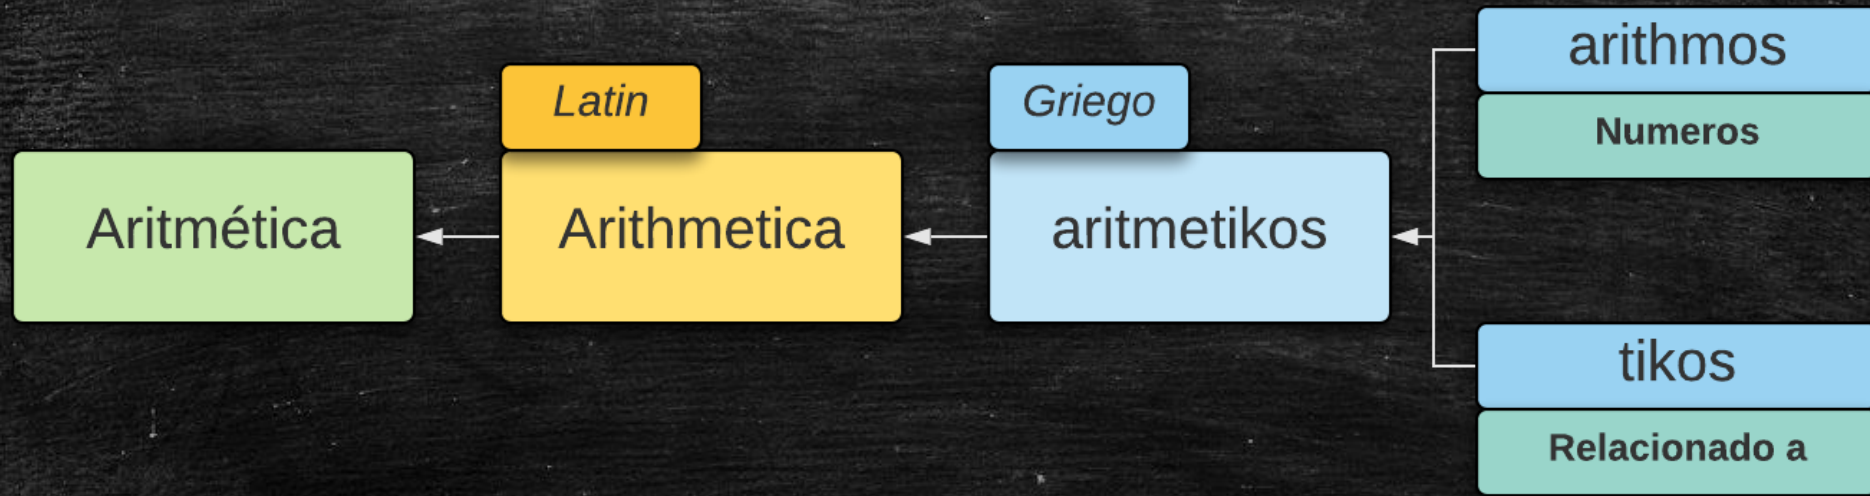 Aritmética
Latin
Arithmetica
Griego
aritmetikos
arithmos
Numeros
tikos
Relacionado a